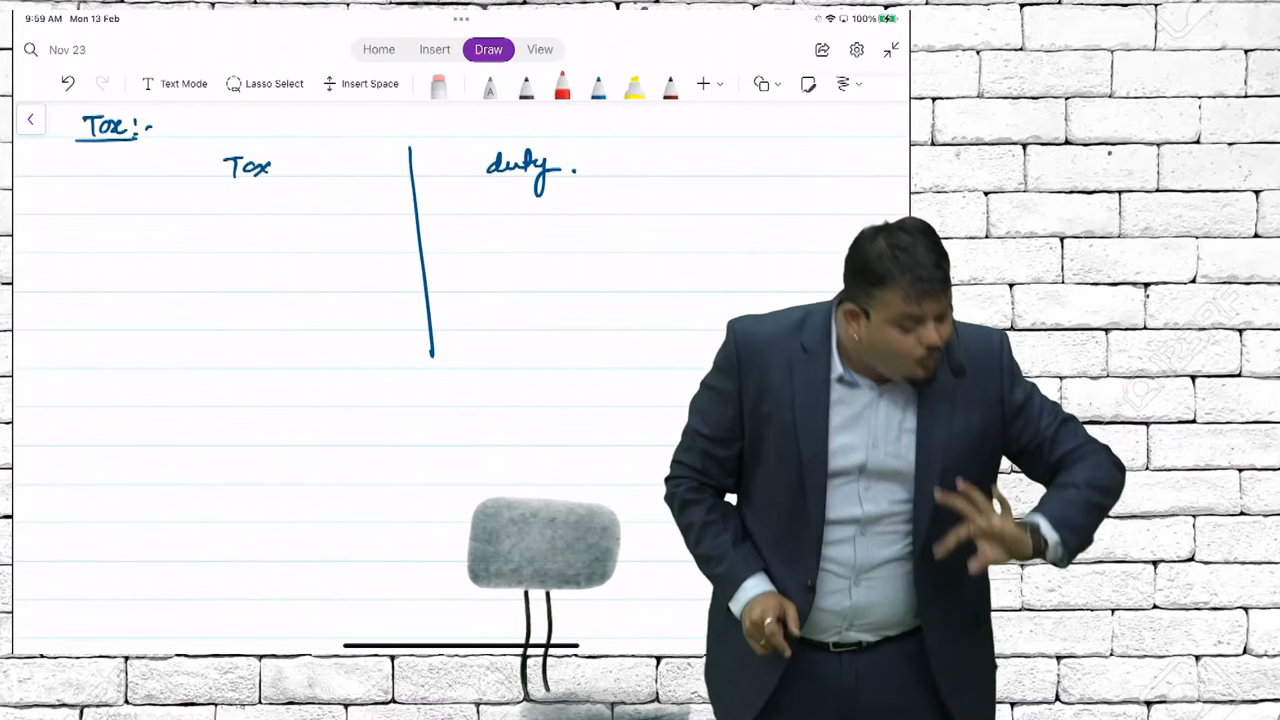 9:59 AM Mon 13 Feb
100%
Nov 23
Home Insert Draw View
Text Mode Lasso Select Insert Space
Tax:-
Tax duty.